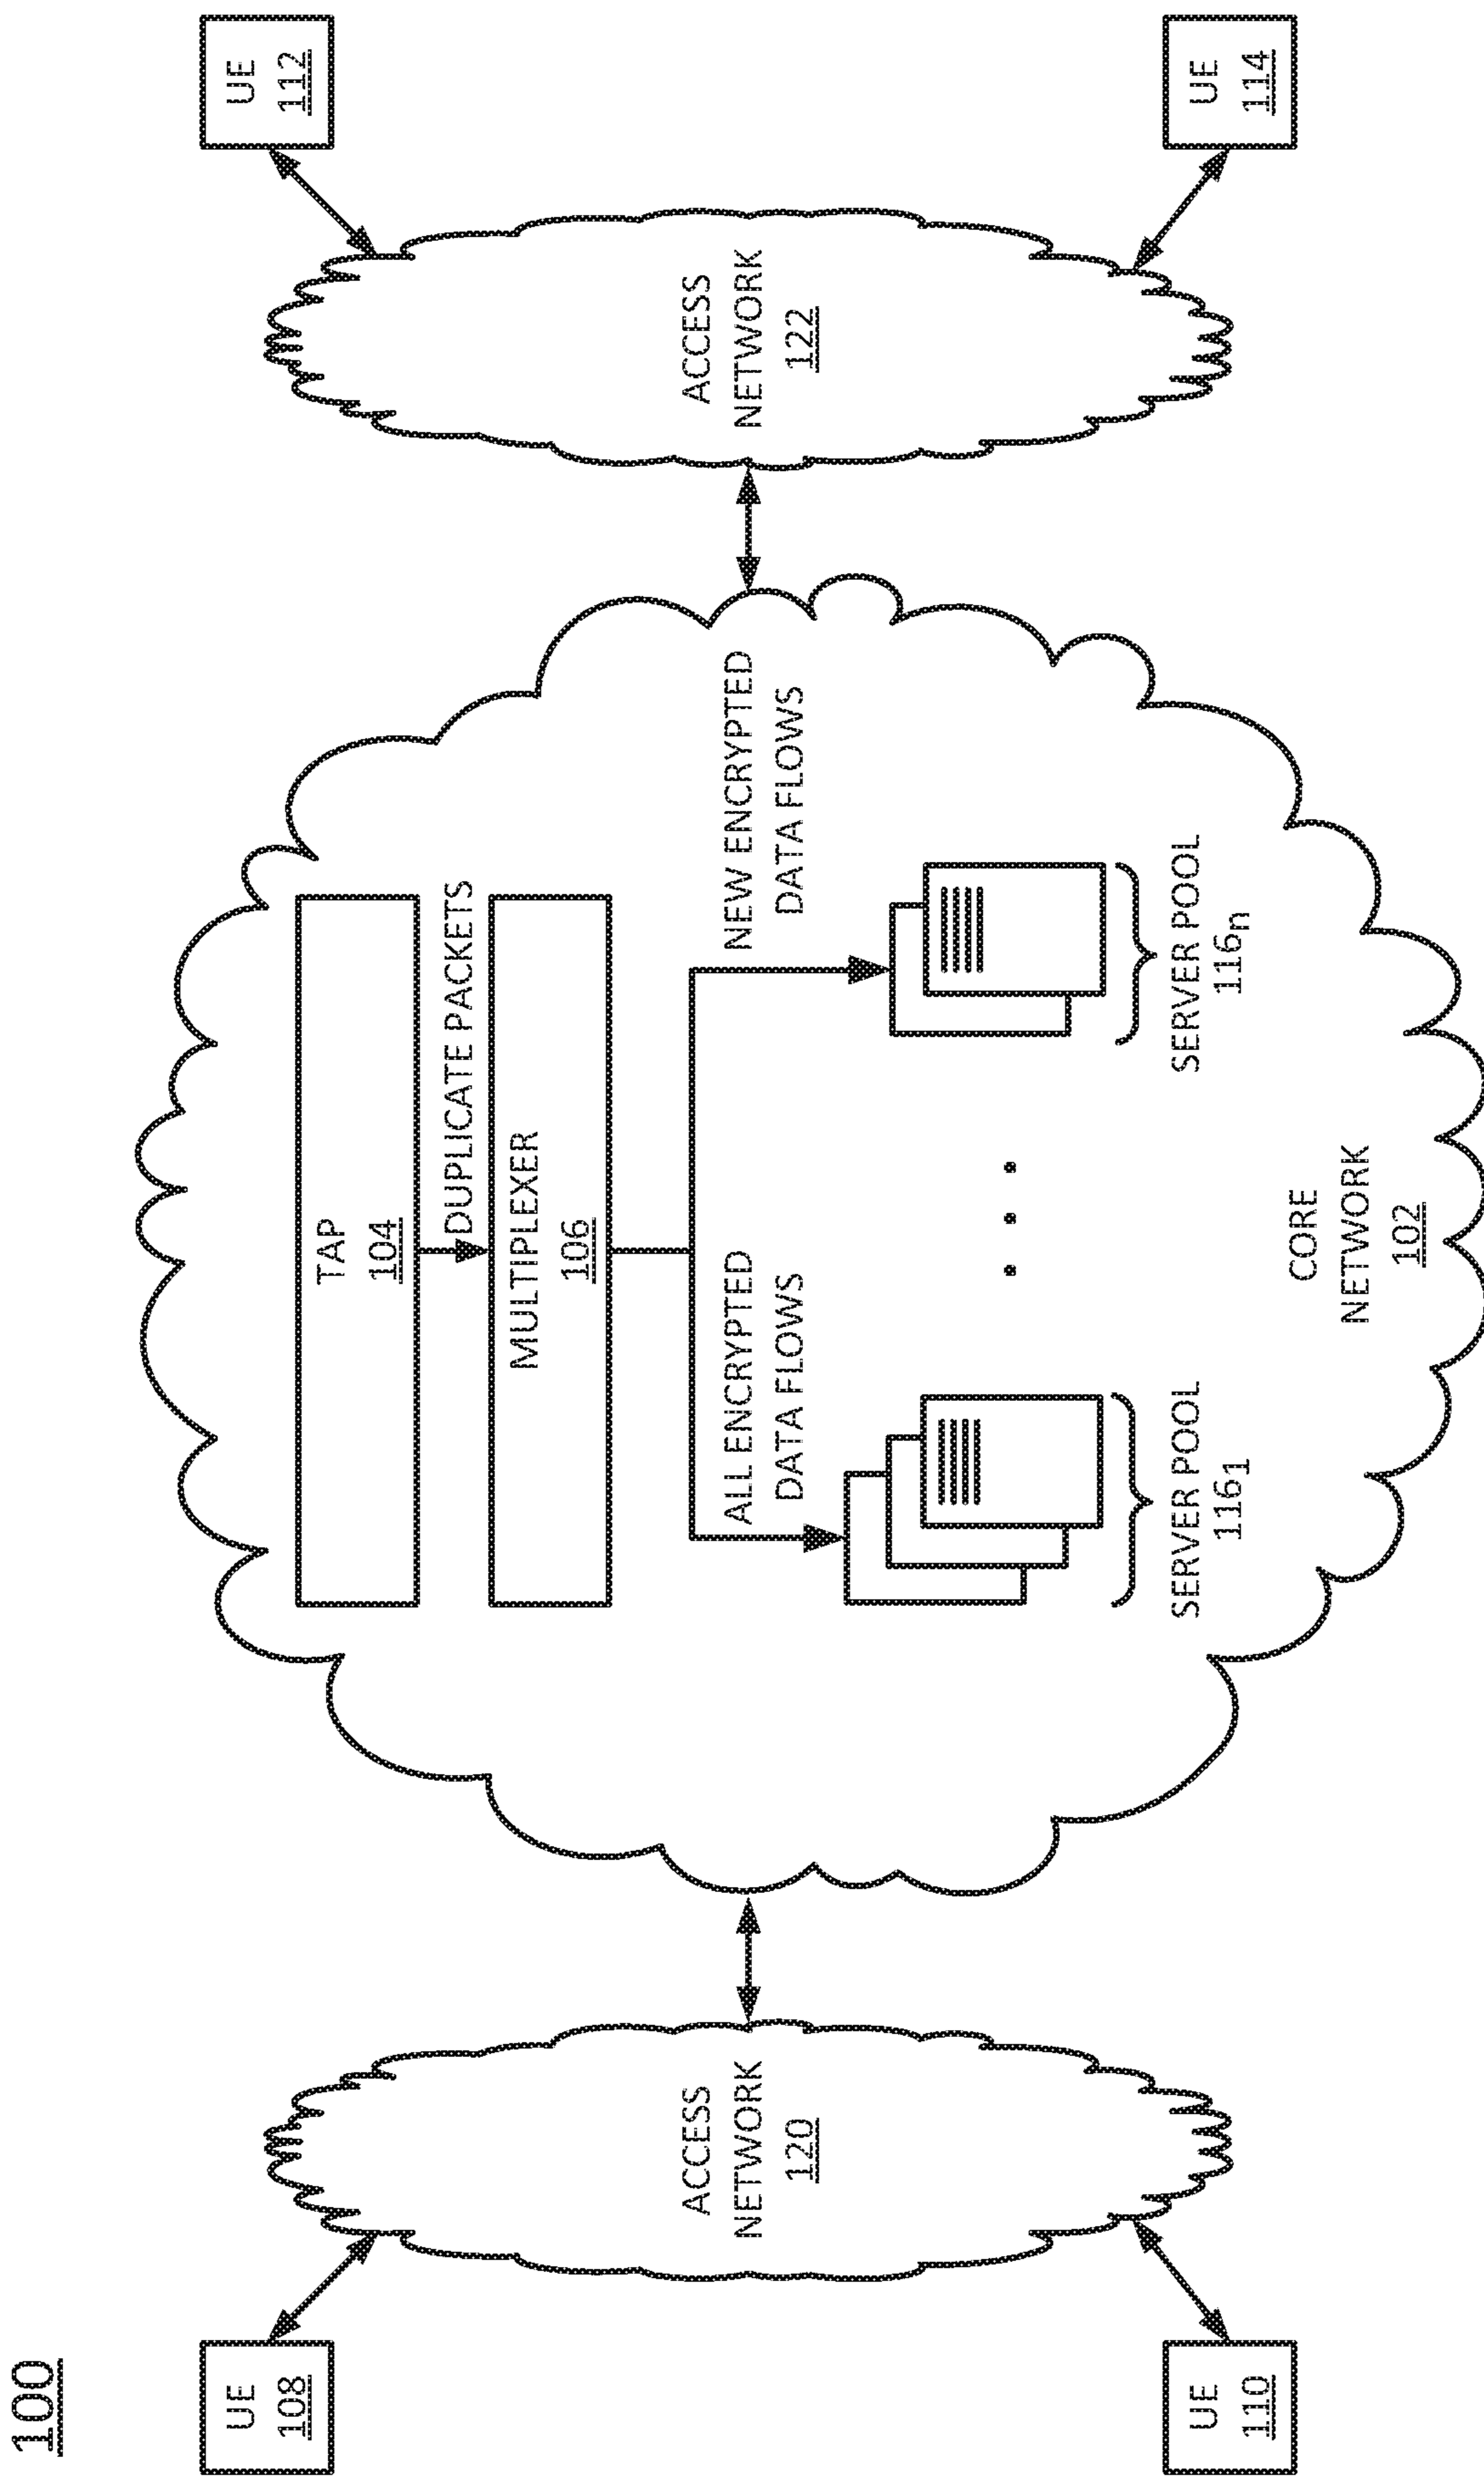 100
UE
108
UE
110
ACCESS
NETWORK
120
TAP
104
DUPLICATE PACKETS
MULTIPLEXER
106
ALL ENCRYPTED
DATA FLOWS
NEW ENCRYPTED
DATA FLOWS
SERVER POOL
116₁
SERVER POOL
116ₙ
CORE
NETWORK
102
ACCESS
NETWORK
122
UE
112
UE
114